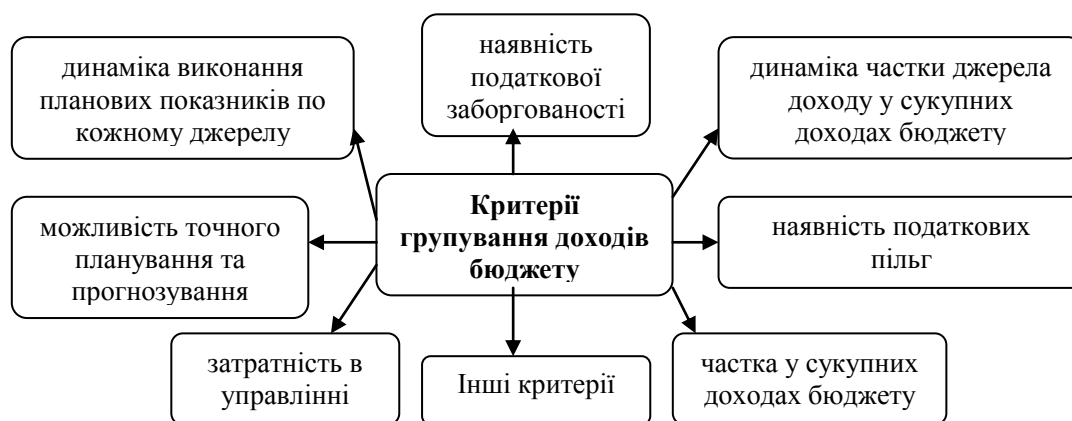 динаміка виконання
планових показників по
кожному джерелу
наявність
податкової
заборгованості
динаміка частки джерела
доходу у сукупних
доходах бюджету
можливість точного
планування та
прогнозування
Критерії
групування доходів
бюджету
наявність податкових
пільг
затратність в
управлінні
Інші критерії
частка у сукупних
доходах бюджету